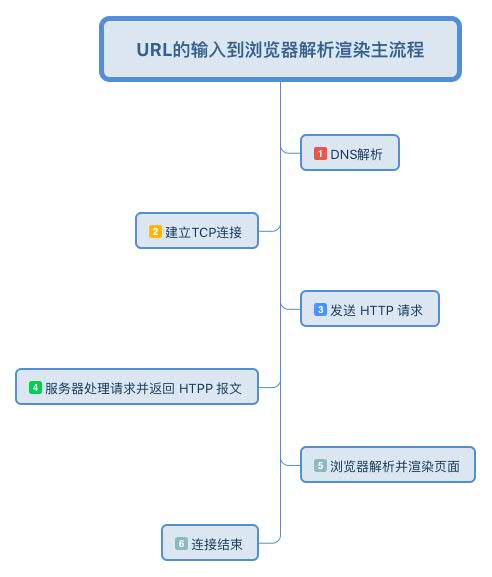 URL的输入到浏览器解析渲染主流程
1 DNS解析
2 建立TCP连接
3 发送 HTTP 请求
4 服务器处理请求并返回 HTPP 报文
5 浏览器解析并渲染页面
6 连接结束